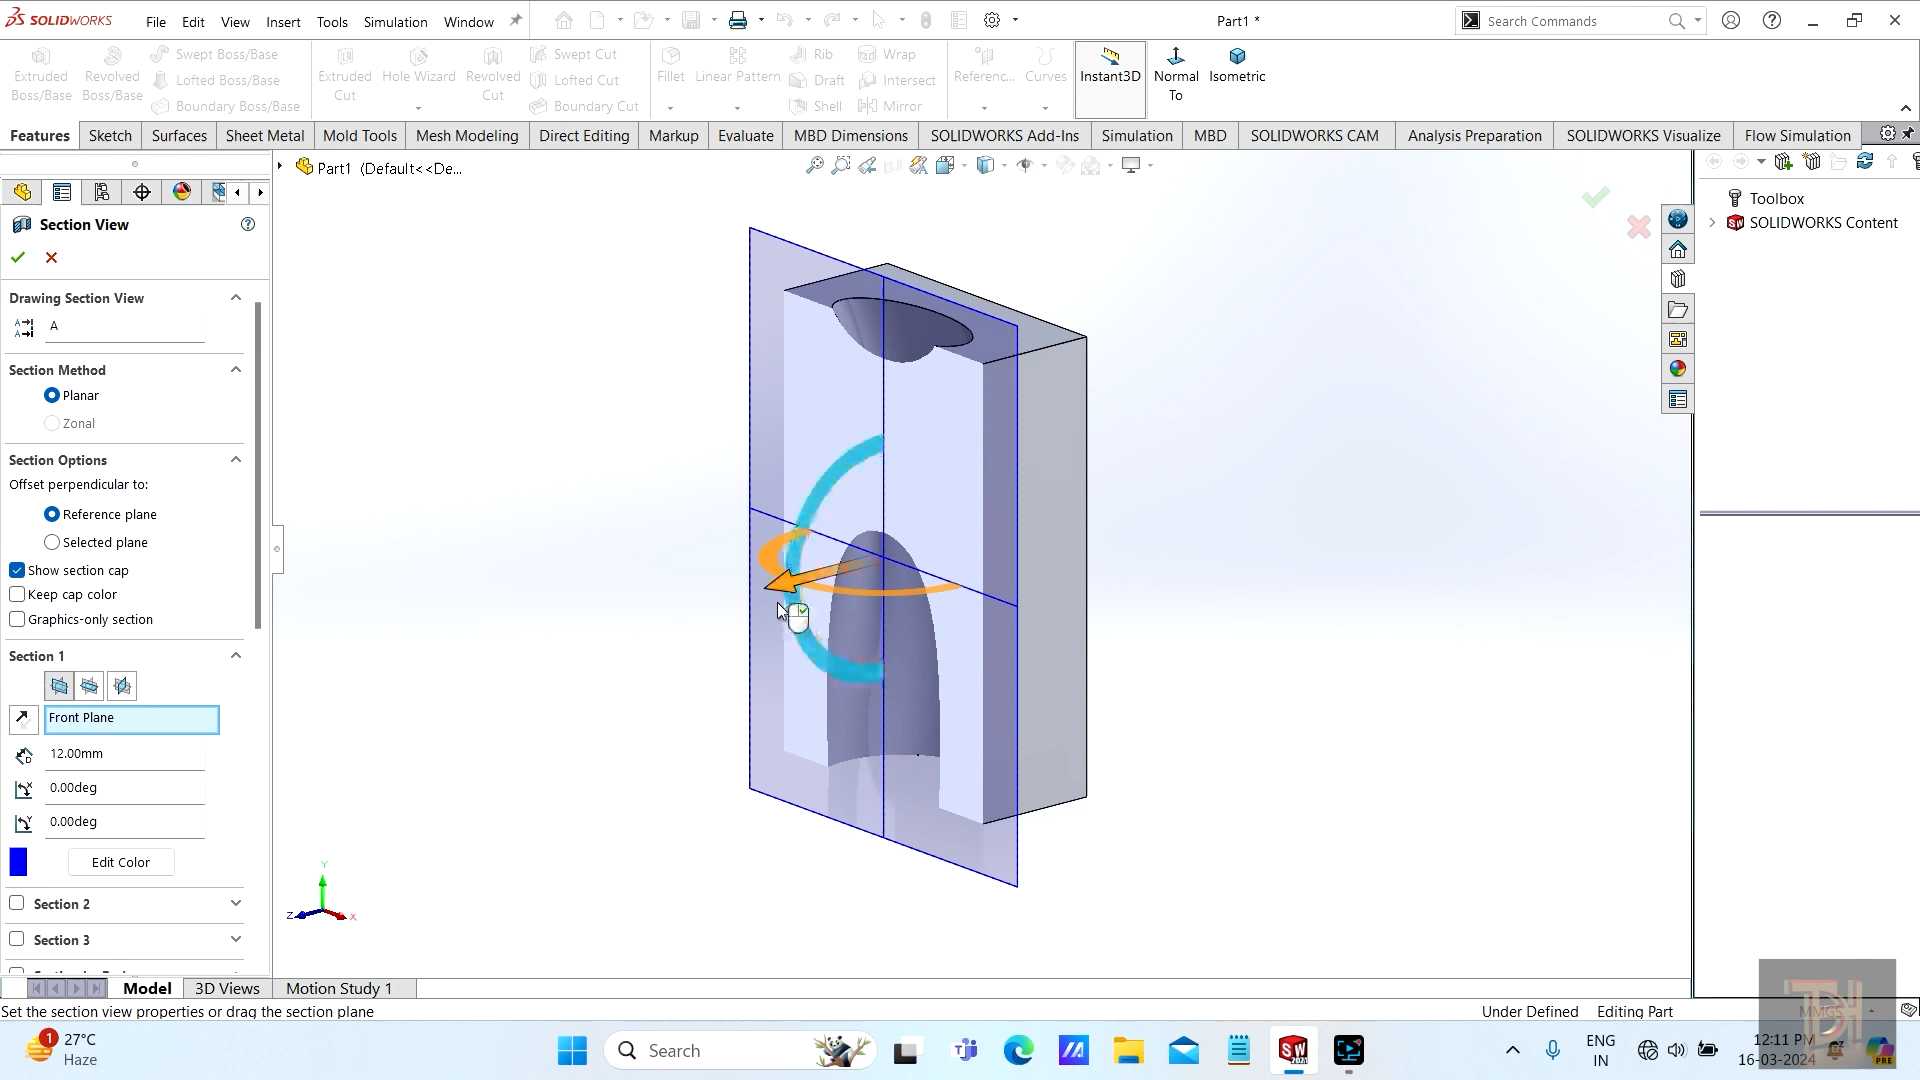 SOLIDWORKS File Edit View Insert Tools Simulation Window Part1 * Search Commands
Extruded Boss/Base
Revolved Boss/Base
Swept Boss/Base
Lofted Boss/Base
Boundary Boss/Base
Extruded Cut
Hole Wizard
Revolved Cut
Swept Cut
Lofted Cut
Boundary Cut
Fillet
Linear Pattern
Rib
Draft
Shell
Wrap
Intersect
Mirror
Referenc...
Curves
Instant3D
Normal To
Isometric
Features Sketch Surfaces Sheet Metal Mold Tools Mesh Modeling Direct Editing Markup Evaluate MBD Dimensions SOLIDWORKS Add-Ins Simulation MBD SOLIDWORKS CAM Analysis Preparation SOLIDWORKS Visualize Flow Simulation
Part1 (Default<<De...
Section View
Drawing Section View
A
Section Method
Planar
Zonal
Section Options
Offset perpendicular to:
Reference plane
Selected plane
Show section cap
Keep cap color
Graphics-only section
Section 1
Front Plane
12.00mm
0.00deg
0.00deg
Edit Color
Section 2
Section 3
Y
Z
X
Toolbox
SOLIDWORKS Content
Model 3D Views Motion Study 1
Set the section view properties or drag the section plane Under Defined Editing Part MMGS
1
27°C
Haze
Search
ENG
IN
12:11 PM
16-03-2024
PRE